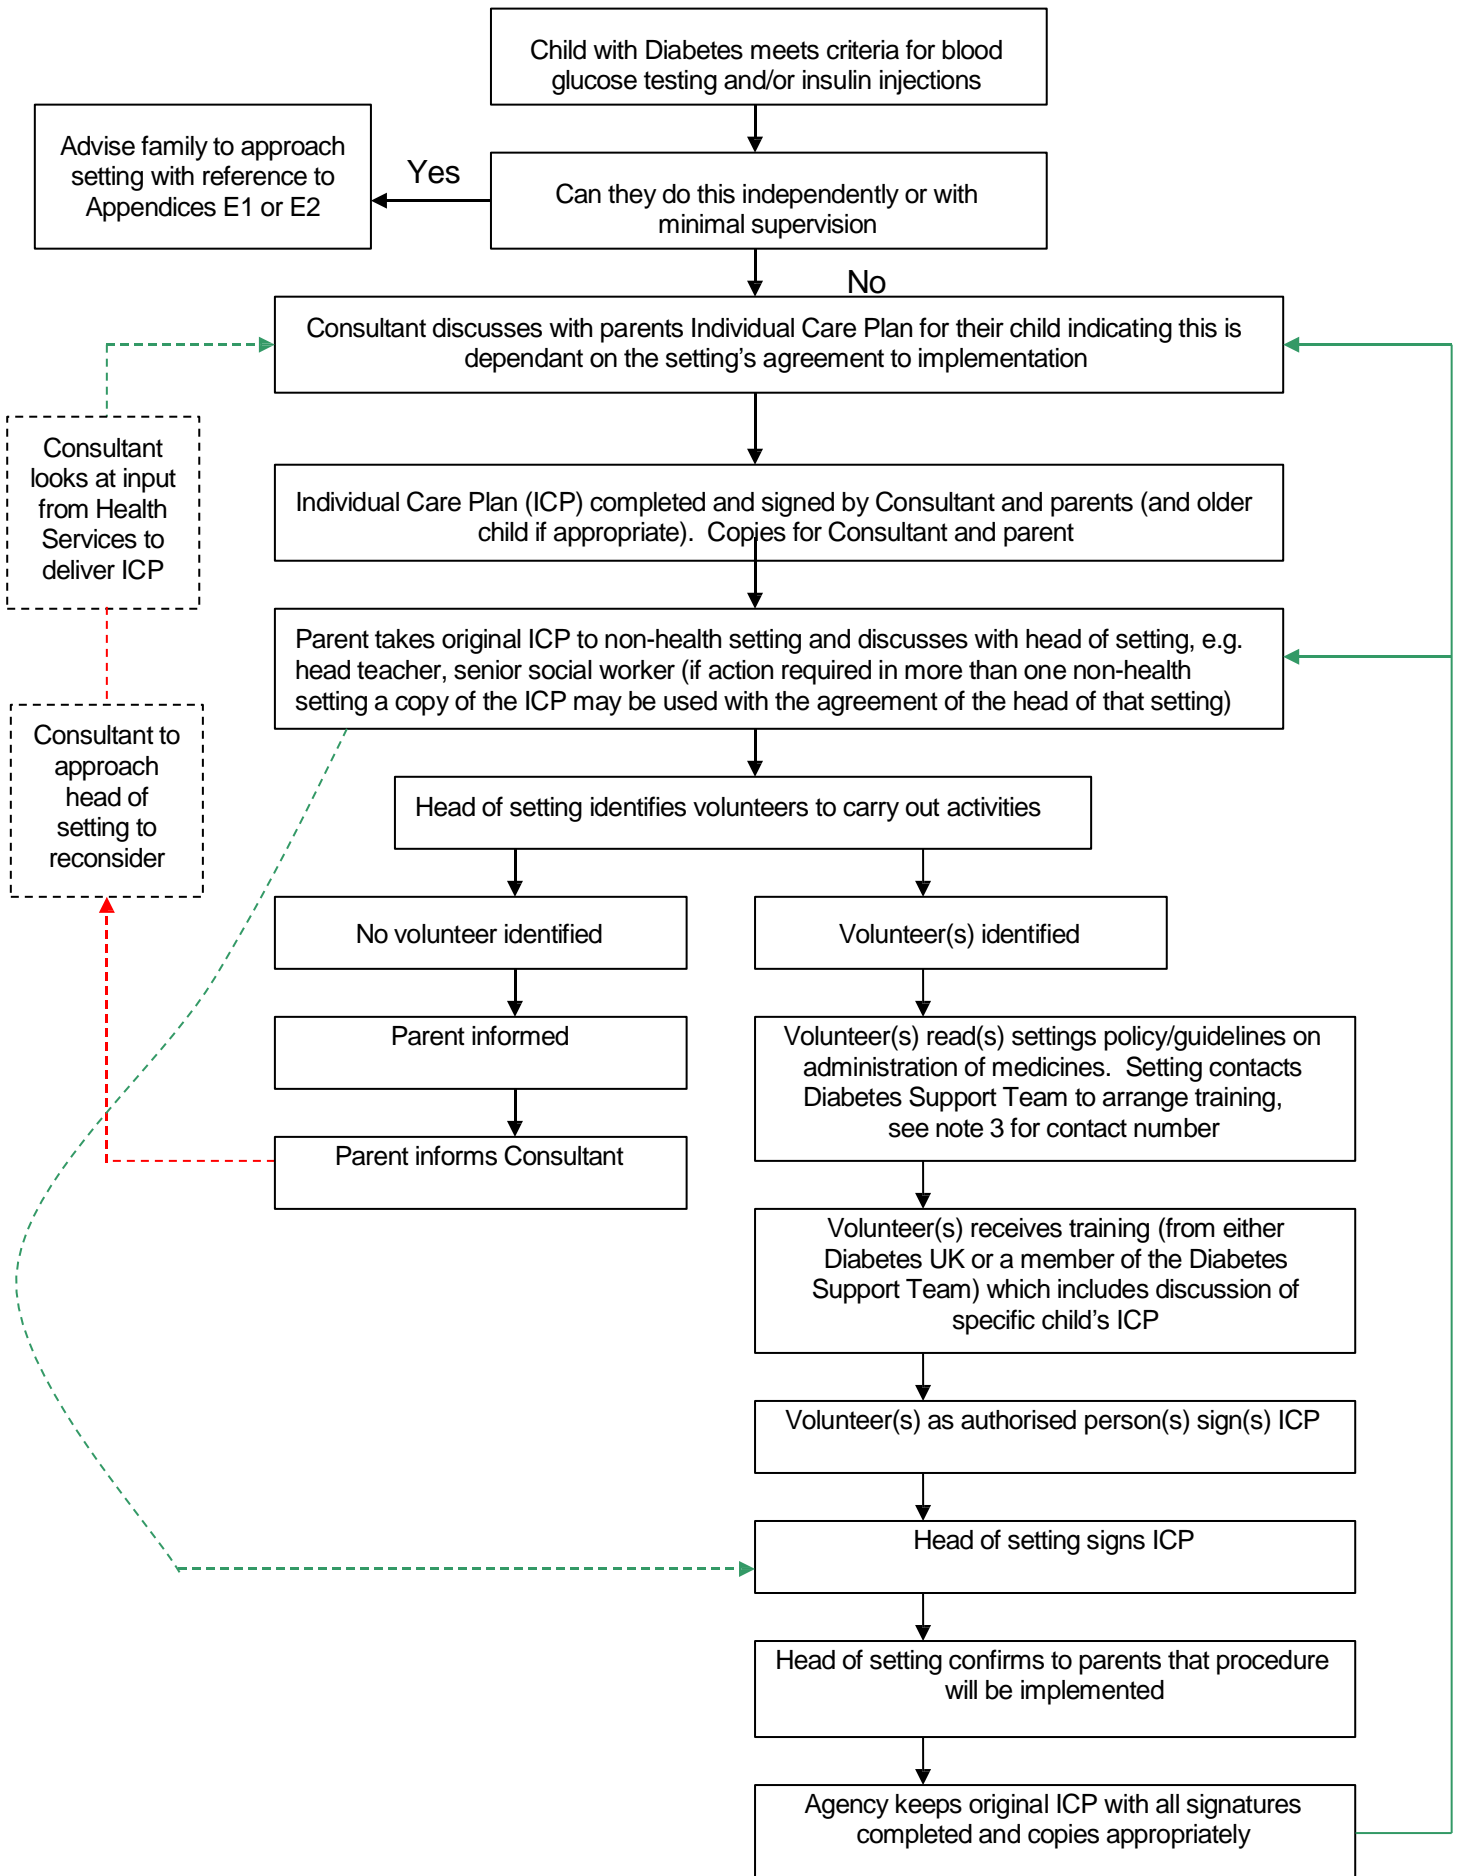 Child with Diabetes meets criteria for blood
glucose testing and/or insulin injections
Advise family to approach
setting with reference to
Appendices E1 or E2
Yes
Can they do this independently or with
minimal supervision
No
Consultant discusses with parents Individual Care Plan for their child indicating this is
dependant on the setting's agreement to implementation
Consultant
looks at input
from Health
Services to
deliver ICP
Individual Care Plan (ICP) completed and signed by Consultant and parents (and older
child if appropriate).  Copies for Consultant and parent
Parent takes original ICP to non-health setting and discusses with head of setting, e.g.
head teacher, senior social worker (if action required in more than one non-health
setting a copy of the ICP may be used with the agreement of the head of that setting)
Consultant to
approach
head of
setting to
reconsider
Head of setting identifies volunteers to carry out activities
No volunteer identified
Volunteer(s) identified
Parent informed
Volunteer(s) read(s) settings policy/guidelines on
administration of medicines.  Setting contacts
Diabetes Support Team to arrange training,
see note 3 for contact number
Parent informs Consultant
Volunteer(s) receives training (from either
Diabetes UK or a member of the Diabetes
Support Team) which includes discussion of
specific child's ICP
Volunteer(s) as authorised person(s) sign(s) ICP
Head of setting signs ICP
Head of setting confirms to parents that procedure
will be implemented
Agency keeps original ICP with all signatures
completed and copies appropriately